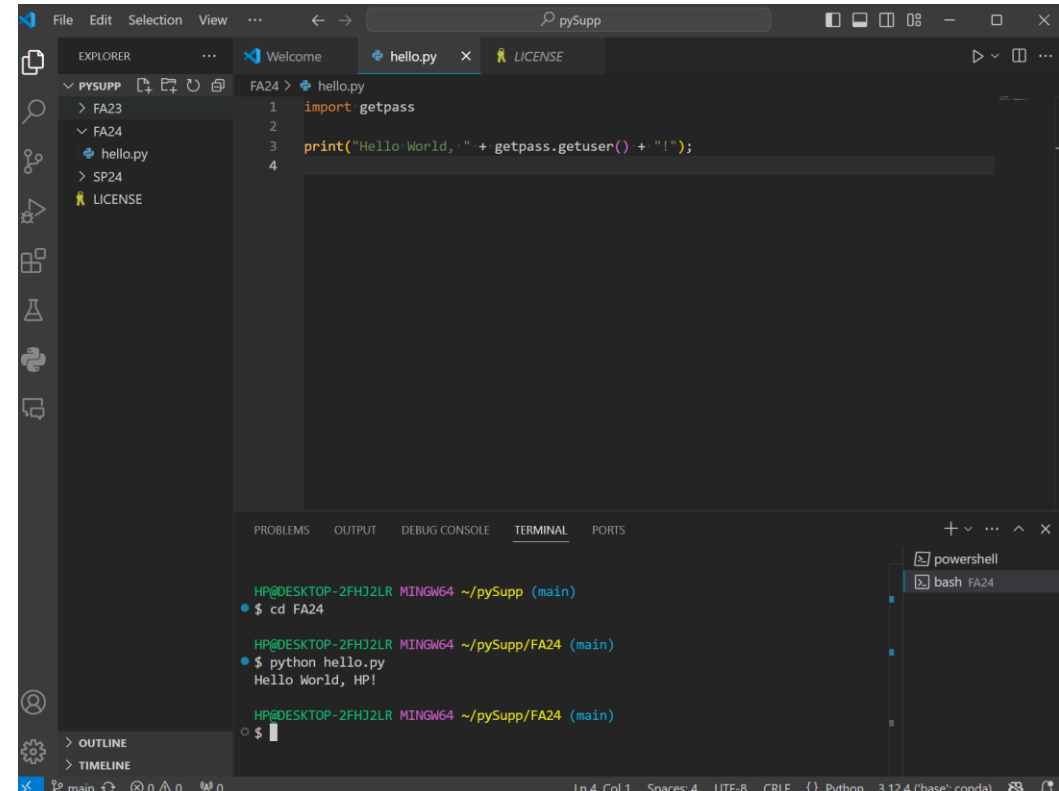 File Edit Selection View ··· pySupp
EXPLORER ···
Welcome hello.py LICENSE
PYSUPP
FA24 > hello.py
> FA23
FA24
hello.py
> SP24
LICENSE
1 import getpass
2
3 print("Hello World, " + getpass.getuser() + "!");
4
PROBLEMS OUTPUT DEBUG CONSOLE TERMINAL PORTS
powershell
bash FA24
HP@DESKTOP-2FHJ2LR MINGW64 ~/pySupp (main)
$ cd FA24
HP@DESKTOP-2FHJ2LR MINGW64 ~/pySupp/FA24 (main)
$ python hello.py
Hello World, HP!
HP@DESKTOP-2FHJ2LR MINGW64 ~/pySupp/FA24 (main)
$
> OUTLINE
> TIMELINE
main 0 0 0 Ln 4, Col 1 Spaces: 4 UTF-8 CRLF {} Python 3.12.4 ('base': conda)